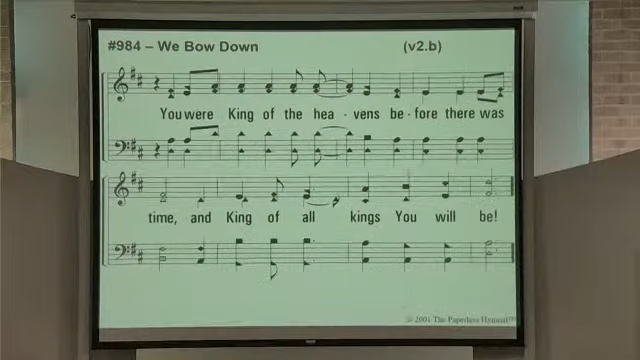 #984 – We Bow Down (v2.b)
You were King of the hea - vens be - fore there was
time, and King of all kings You will be!
© 2001 The Paperless Hymnal™